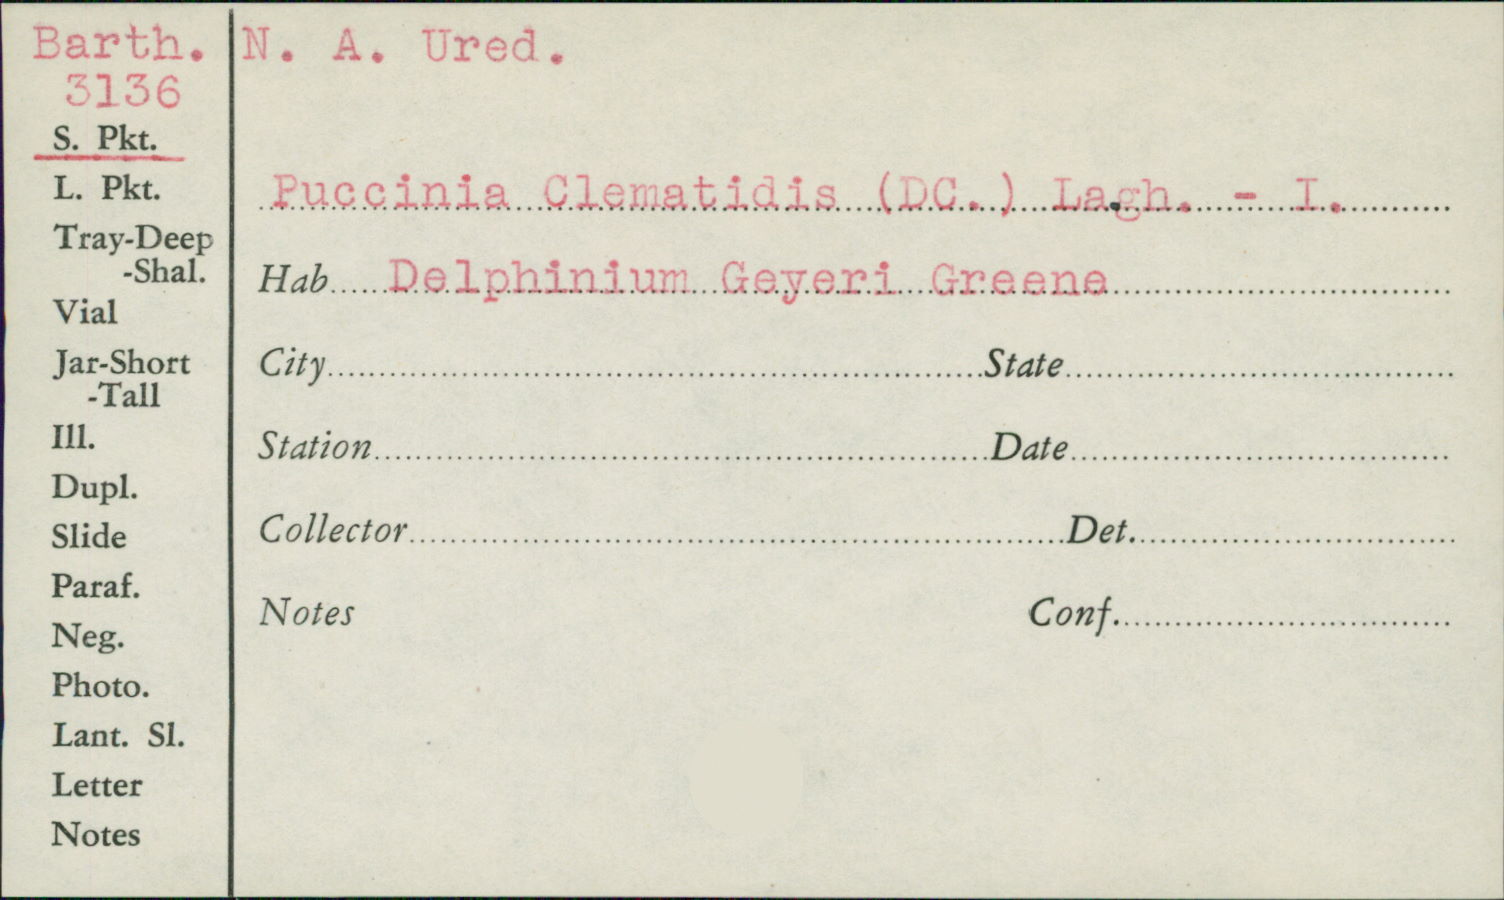 Barth. N. A. Ured.
3136
S. Pkt.
L. Pkt.
Tray-Deep
-Shal.
Vial
Jar-Short
-Tall
Ill.
Dupl.
Slide
Paraf.
Neg.
Photo.
Lant. Sl.
Letter
Notes
Puccinia Clematidis (DC.) Lagh. - I.
Hab Delphinium Geyeri Greene
City State
Station Date
Collector Det.
Notes Conf.